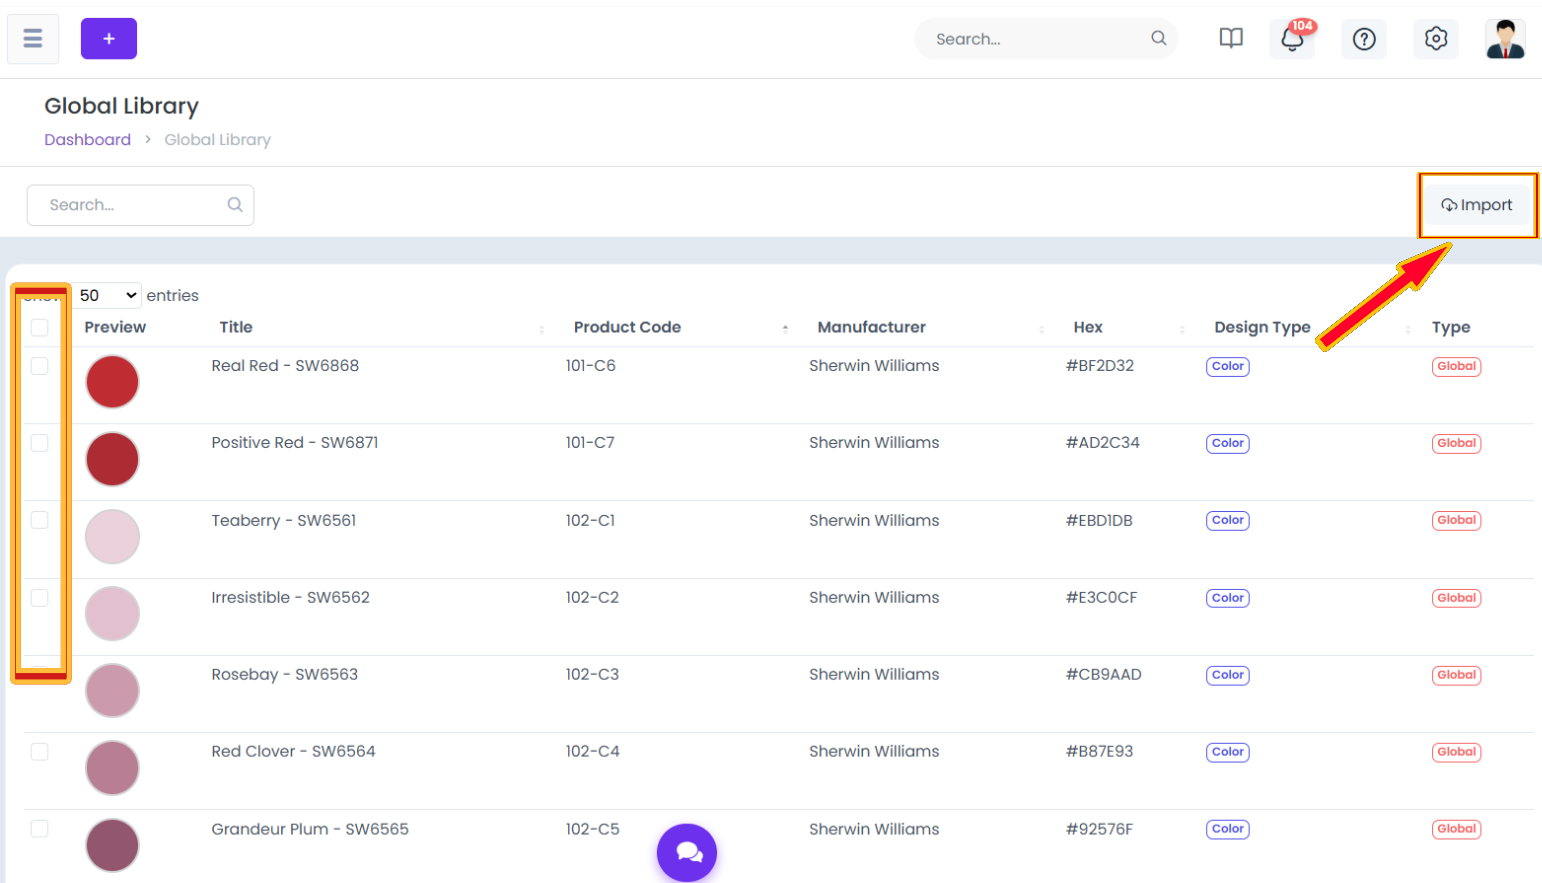 +
Search...
104
Global Library
Dashboard > Global Library
Search...
Import
50 entries
Preview Title Product Code Manufacturer Hex Design Type Type
Real Red - SW6868 101-C6 Sherwin Williams #BF2D32 Color Global
Positive Red - SW6871 101-C7 Sherwin Williams #AD2C34 Color Global
Teaberry - SW6561 102-C1 Sherwin Williams #EBD1DB Color Global
Irresistible - SW6562 102-C2 Sherwin Williams #E3C0CF Color Global
Rosebay - SW6563 102-C3 Sherwin Williams #CB9AAD Color Global
Red Clover - SW6564 102-C4 Sherwin Williams #B87E93 Color Global
Grandeur Plum - SW6565 102-C5 Sherwin Williams #92576F Color Global